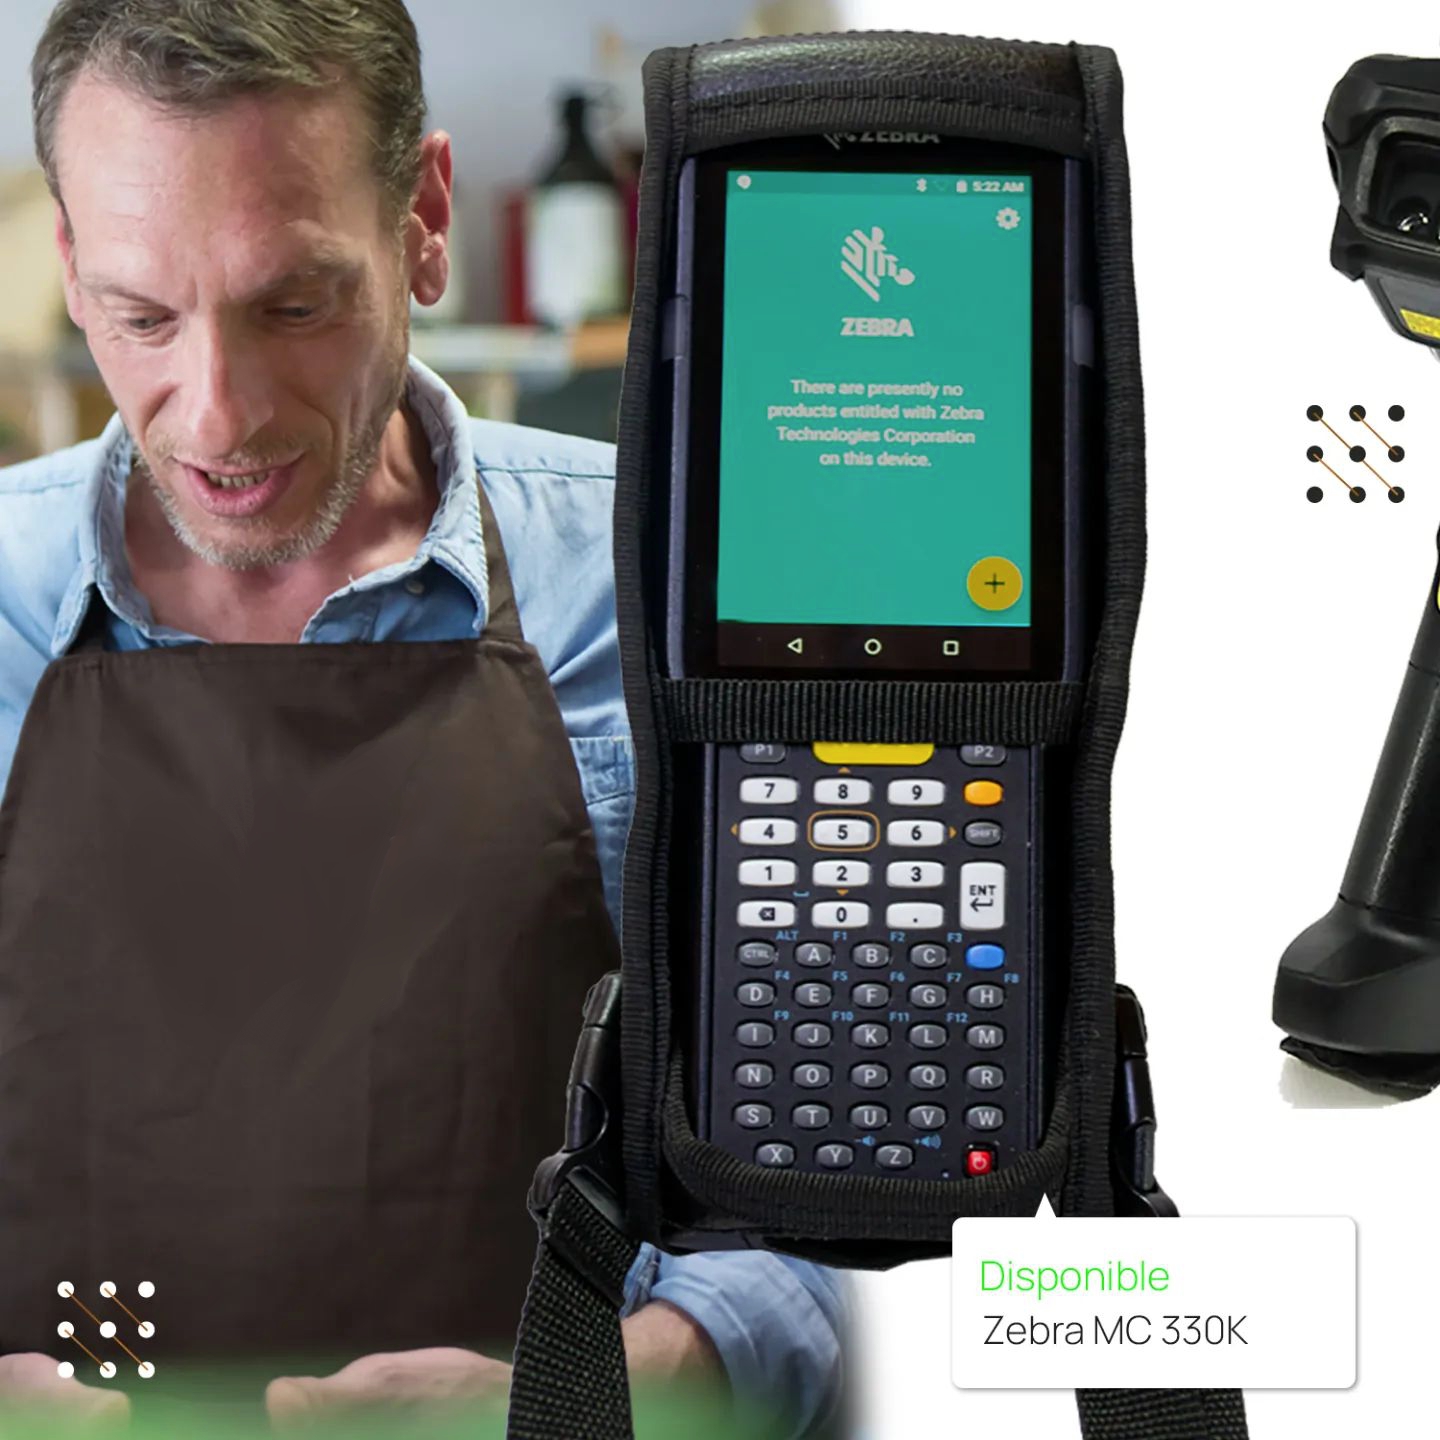 ZEBRA
5:22 AM
ZEBRA
There are presently no
products entitled with Zebra
Technologies Corporation
on this device.
P1 P2
7 8 9
4 5 6 SHIFT
1 2 3
ENT
0 .
ALT F1 F2 F3
CTRL A B C
F4 F5 F6 F7 F8
D E F G H
F9 F10 F11 F12
I J K L M
N O P Q R
S T U V W
X Y Z
Disponible
Zebra MC 330K